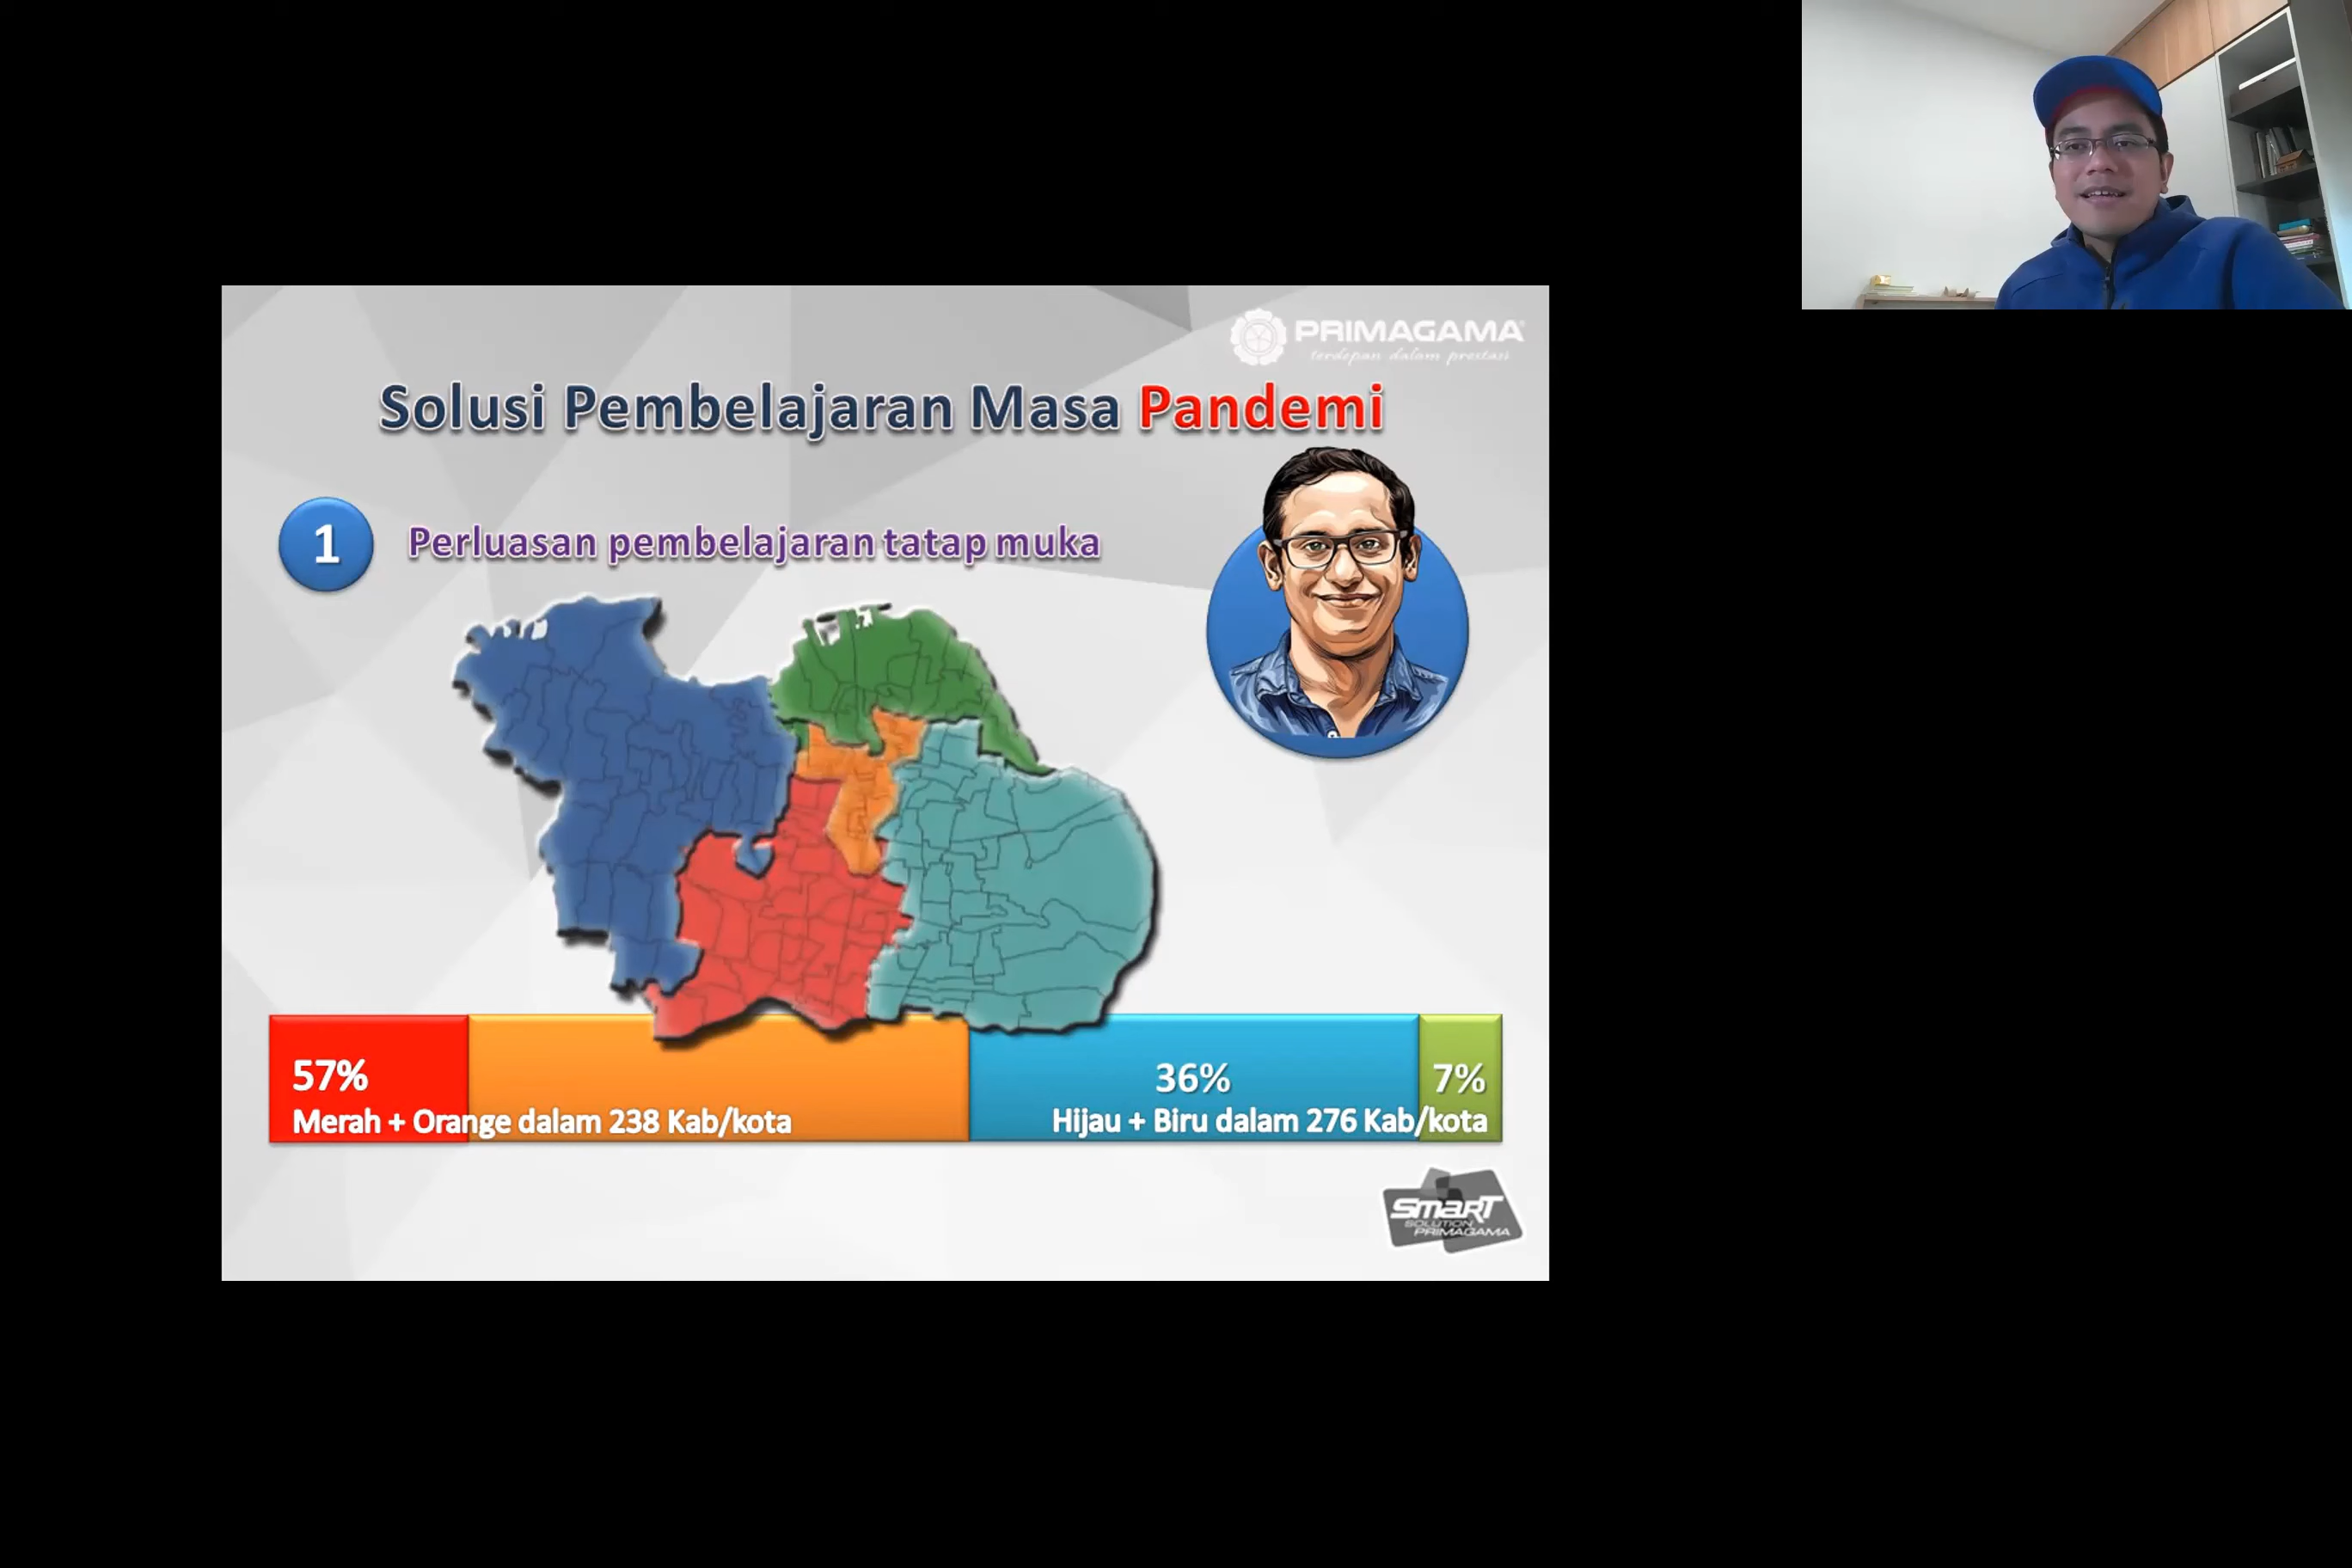 PRIMAGAMA
terdepan dalam prestasi
Solusi Pembelajaran Masa Pandemi
1
Perluasan pembelajaran tatap muka
57%
Merah + Orange dalam 238 Kab/kota
36%
7%
Hijau + Biru dalam 276 Kab/kota
smarT
SOLUTION
PRIMAGAMA